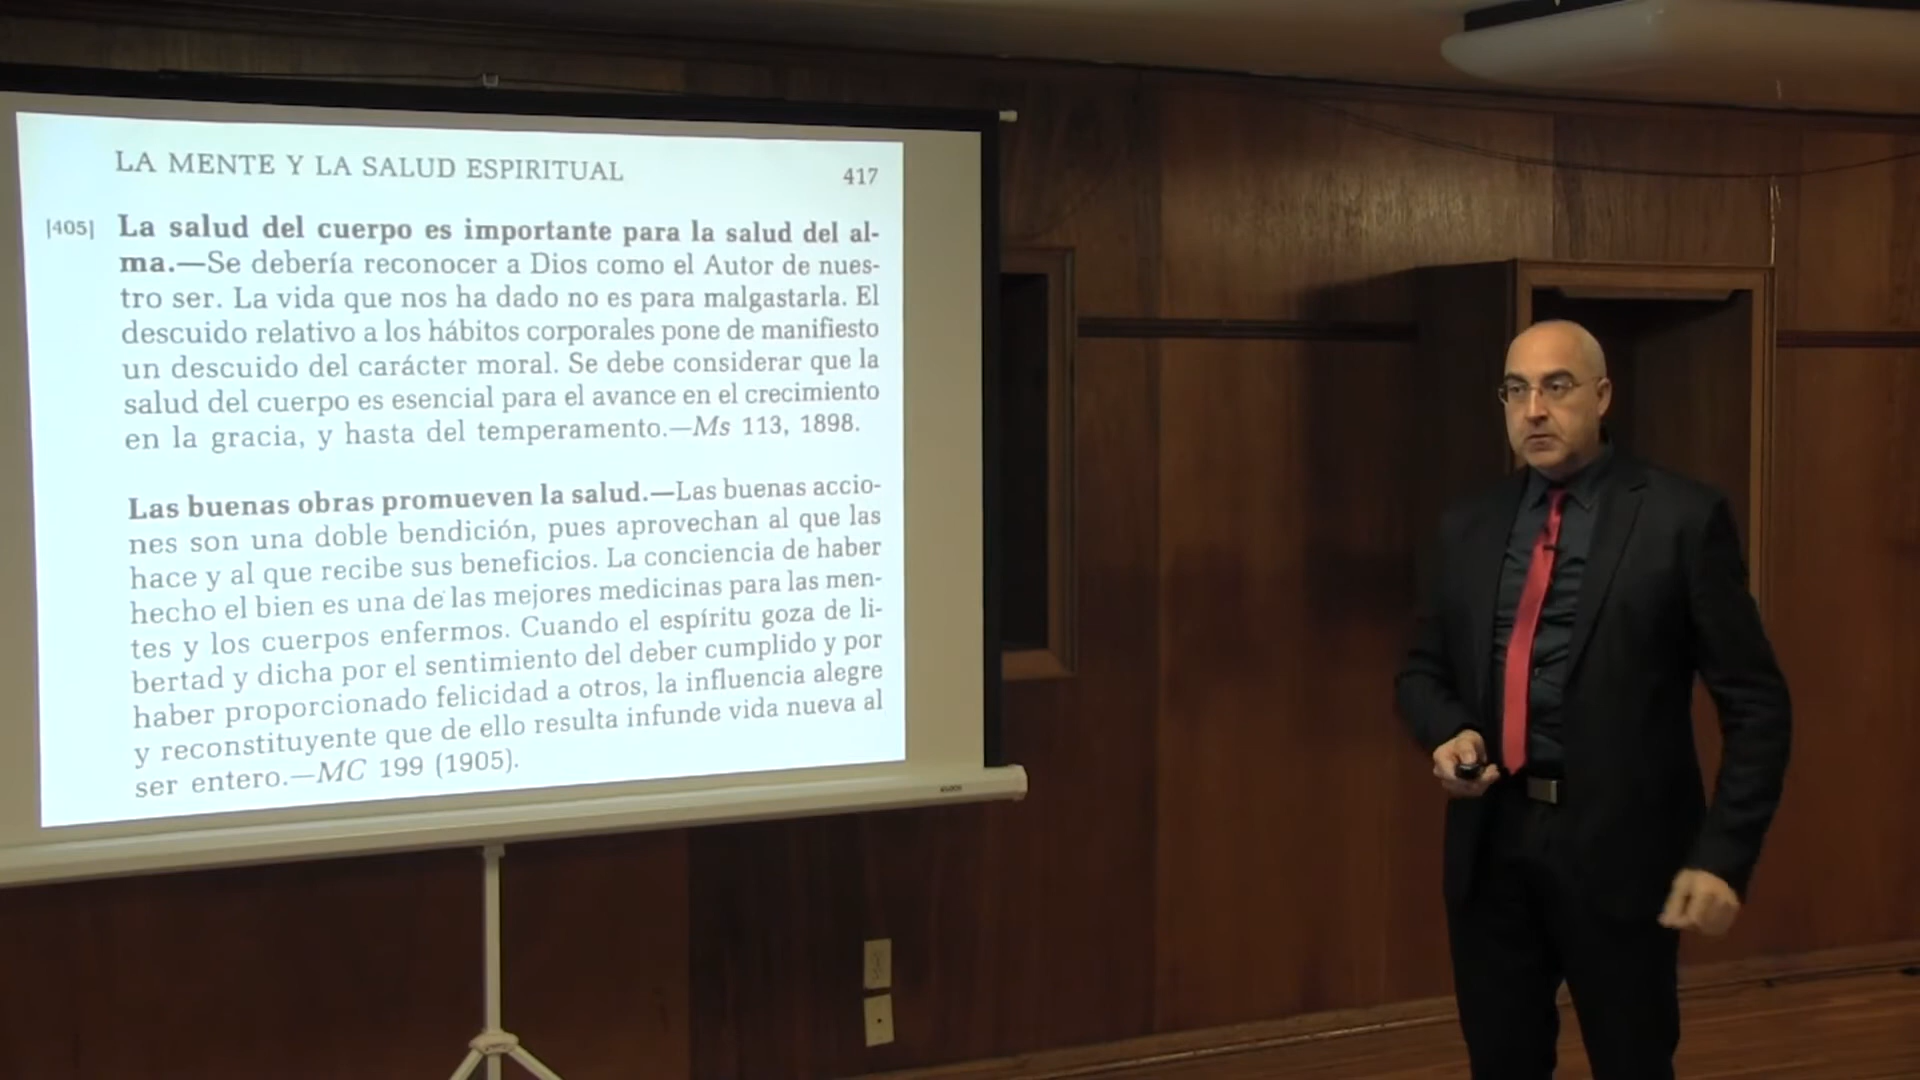 LA MENTE Y LA SALUD ESPIRITUAL 417
|405| La salud del cuerpo es importante para la salud del al-
ma.—Se debería reconocer a Dios como el Autor de nues-
tro ser. La vida que nos ha dado no es para malgastarla. El
descuido relativo a los hábitos corporales pone de manifiesto
un descuido del carácter moral. Se debe considerar que la
salud del cuerpo es esencial para el avance en el crecimiento
en la gracia, y hasta del temperamento.—Ms 113, 1898.
Las buenas obras promueven la salud.—Las buenas accio-
nes son una doble bendición, pues aprovechan al que las
hace y al que recibe sus beneficios. La conciencia de haber
hecho el bien es una de las mejores medicinas para las men-
tes y los cuerpos enfermos. Cuando el espíritu goza de li-
bertad y dicha por el sentimiento del deber cumplido y por
haber proporcionado felicidad a otros, la influencia alegre
y reconstituyente que de ello resulta infunde vida nueva al
ser entero.—MC 199 (1905).